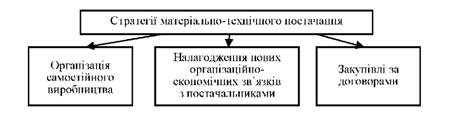 Стратегії матеріально-технічного постачання
Організація
самостійного
виробництва
Налагодження нових
організаційно-
економічних зв´язків
з постачальниками
Закупівлі за
договорами